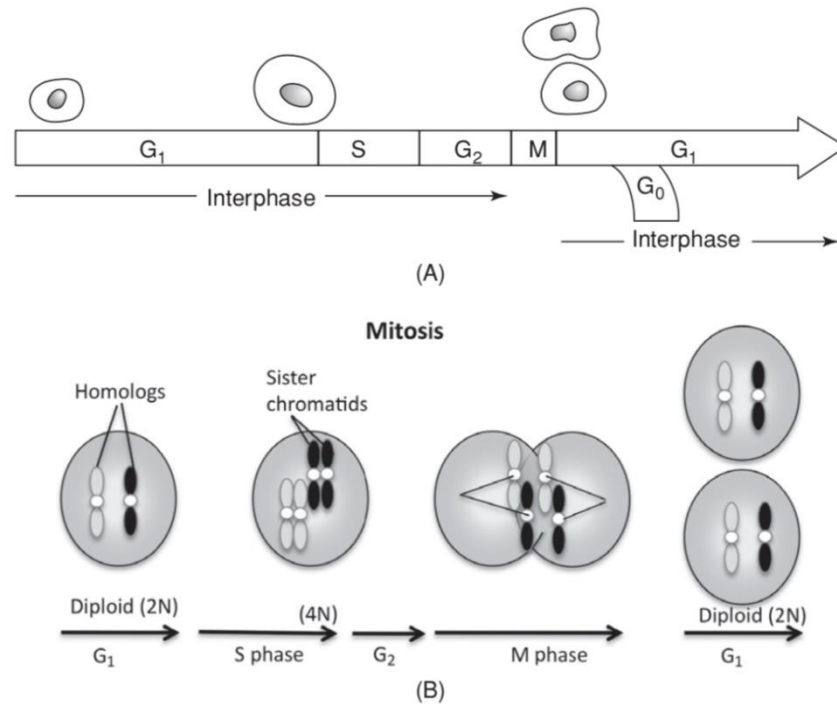 G₁ S G₂ M G₁
G₀
Interphase
Interphase
(A)
Mitosis
Homologs
Sister
chromatids
Diploid (2N) (4N) Diploid (2N)
G₁ S phase G₂ M phase G₁
(B)